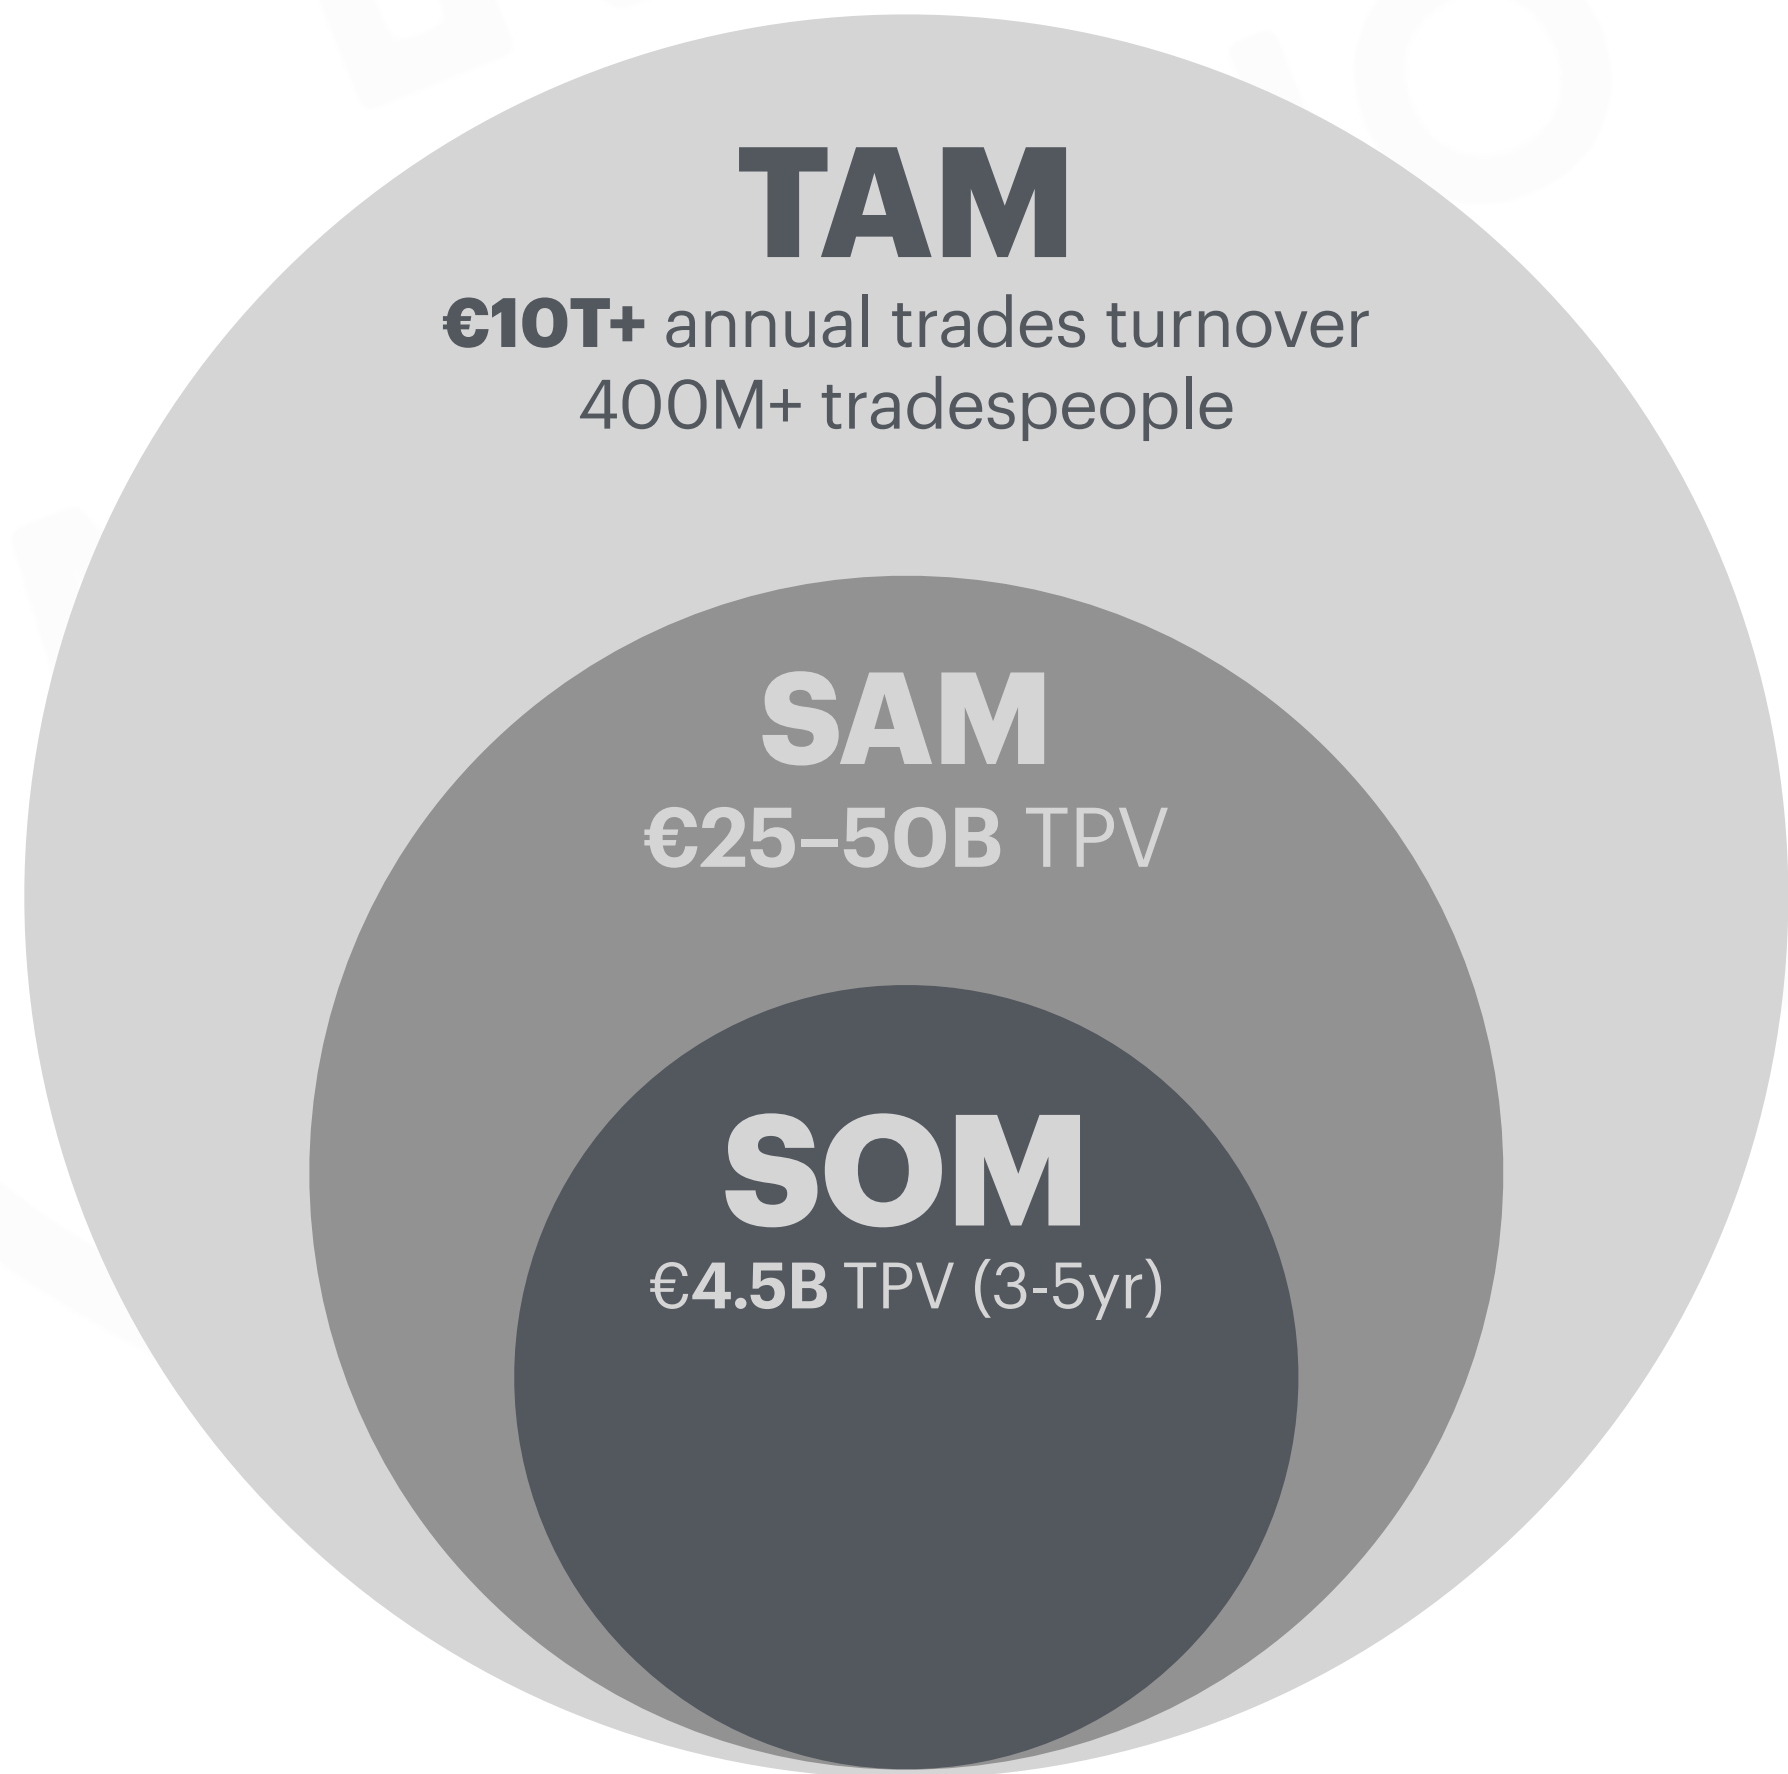 TAM
€10T+ annual trades turnover
400M+ tradespeople
SAM
€25–50B TPV
SOM
€4.5B TPV (3-5yr)